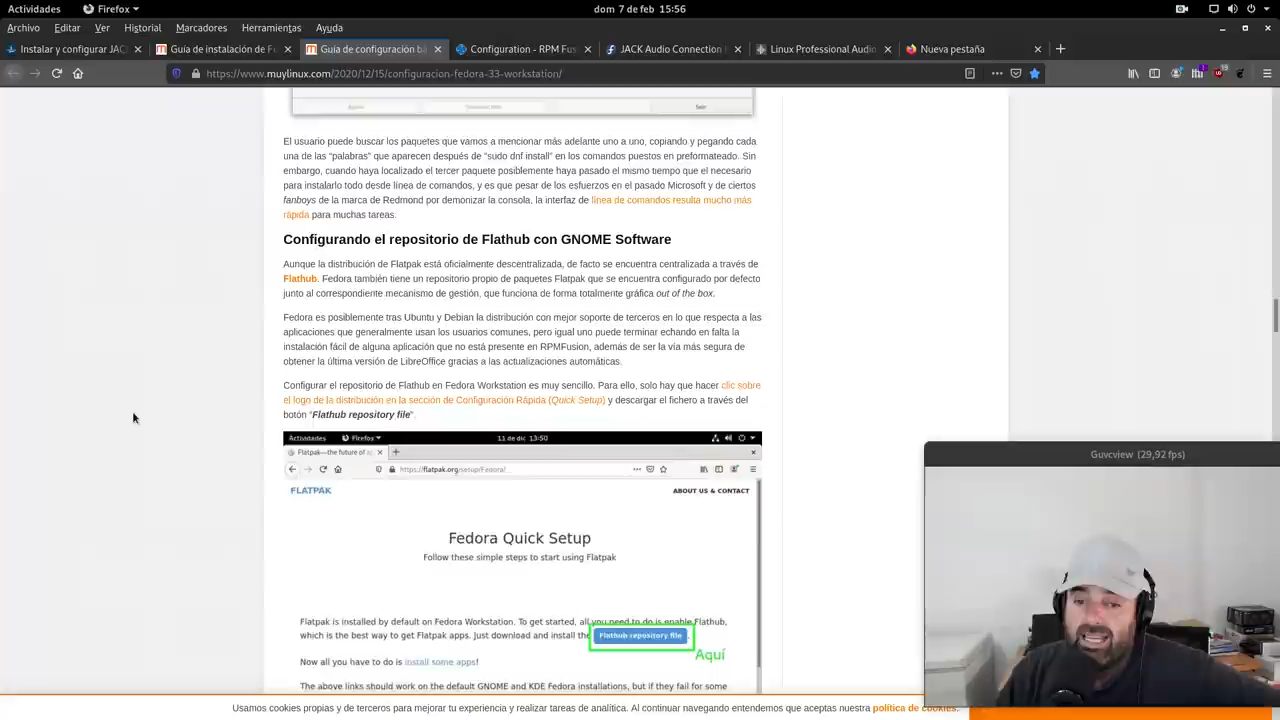 Actividades
Firefox
dom 7 de feb 15:56
Archivo Editar Ver Historial Marcadores Herramientas Ayuda
Instalar y configurar JAC
Guía de instalación de F
Guía de configuración bá
Configuration - RPM Fus
JACK Audio Connection
Linux Professional Audio
Nueva pestaña
https://www.muylinux.com/2020/12/15/configuracion-fedora-33-workstation/
Salir
El usuario puede buscar los paquetes que vamos a mencionar más adelante uno a uno, copiando y pegando cada
una de las “palabras” que aparecen después de “sudo dnf install” en los comandos puestos en preformateado. Sin
embargo, cuando haya localizado el tercer paquete posiblemente haya pasado el mismo tiempo que el necesario
para instalarlo todo desde línea de comandos, y es que pesar de los esfuerzos en el pasado Microsoft y de ciertos
fanboys de la marca de Redmond por demonizar la consola, la interfaz de línea de comandos resulta mucho más
rápida para muchas tareas.
Configurando el repositorio de Flathub con GNOME Software
Aunque la distribución de Flatpak está oficialmente descentralizada, de facto se encuentra centralizada a través de
Flathub. Fedora también tiene un repositorio propio de paquetes Flatpak que se encuentra configurado por defecto
junto al correspondiente mecanismo de gestión, que funciona de forma totalmente gráfica out of the box.
Fedora es posiblemente tras Ubuntu y Debian la distribución con mejor soporte de terceros en lo que respecta a las
aplicaciones que generalmente usan los usuarios comunes, pero igual uno puede terminar echando en falta la
instalación fácil de alguna aplicación que no está presente en RPMFusion, además de ser la vía más segura de
obtener la última versión de LibreOffice gracias a las actualizaciones automáticas.
Configurar el repositorio de Flathub en Fedora Workstation es muy sencillo. Para ello, solo hay que hacer clic sobre
el logo de la distribución en la sección de Configuración Rápida (Quick Setup) y descargar el fichero a través del
botón “Flathub repository file”.
Actividades
Firefox
11 de dic 13:50
Flatpak—the future of ap
https://flatpak.org/setup/Fedora/
FLATPAK
ABOUT US & CONTACT
Fedora Quick Setup
Follow these simple steps to start using Flatpak
Flatpak is installed by default on Fedora Workstation. To get started, all you need to do is enable Flathub,
which is the best way to get Flatpak apps. Just download and install the Flathub repository file.
Aquí
Now all you have to do is install some apps!
The above links should work on the default GNOME and KDE Fedora installations, but if they fail for some
Usamos cookies propias y de terceros para mejorar tu experiencia y realizar tareas de analítica. Al continuar navegando entendemos que aceptas nuestra política de cookies.
Guvcview (29,92 fps)